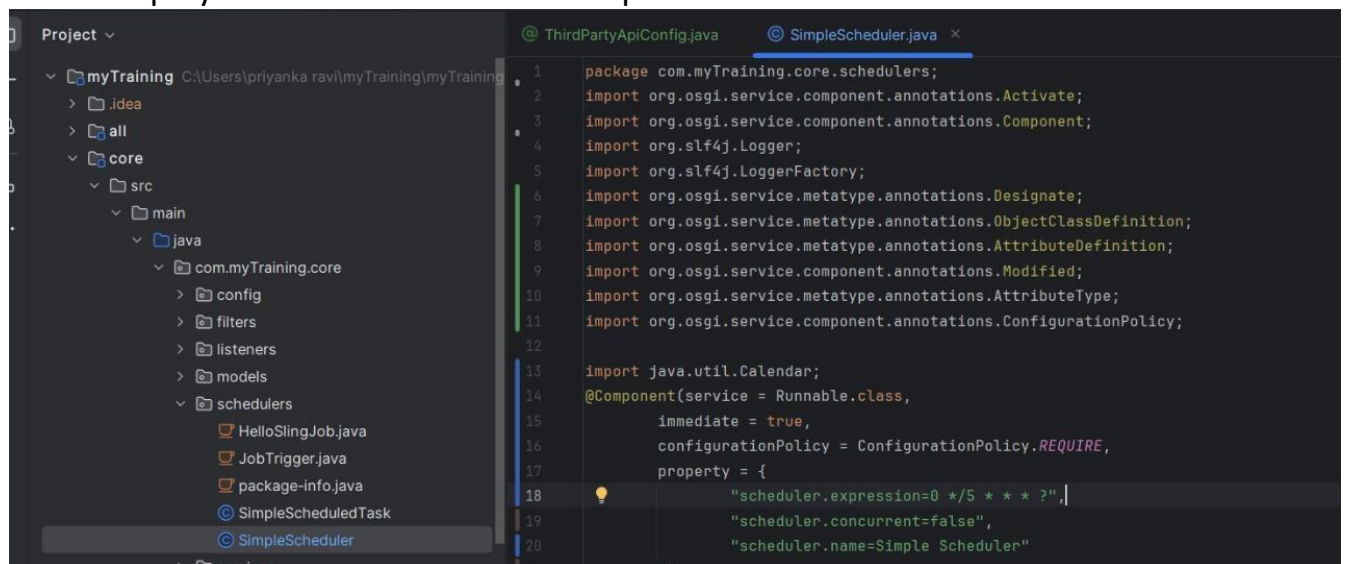 Project
myTraining C:\Users\priyanka ravi\myTraining\myTraining
.idea
all
core
src
main
java
com.myTraining.core
config
filters
listeners
models
schedulers
HelloSlingJob.java
JobTrigger.java
package-info.java
SimpleScheduledTask
SimpleScheduler
ThirdPartyApiConfig.java SimpleScheduler.java
1 package com.myTraining.core.schedulers;
2 import org.osgi.service.component.annotations.Activate;
3 import org.osgi.service.component.annotations.Component;
4 import org.slf4j.Logger;
5 import org.slf4j.LoggerFactory;
6 import org.osgi.service.metatype.annotations.Designate;
7 import org.osgi.service.metatype.annotations.ObjectClassDefinition;
8 import org.osgi.service.metatype.annotations.AttributeDefinition;
9 import org.osgi.service.component.annotations.Modified;
10 import org.osgi.service.metatype.annotations.AttributeType;
11 import org.osgi.service.component.annotations.ConfigurationPolicy;
12
13 import java.util.Calendar;
14 @Component(service = Runnable.class,
15 immediate = true,
16 configurationPolicy = ConfigurationPolicy.REQUIRE,
17 property = {
18 "scheduler.expression=0 */5 * * * ?",
19 "scheduler.concurrent=false",
20 "scheduler.name=Simple Scheduler"